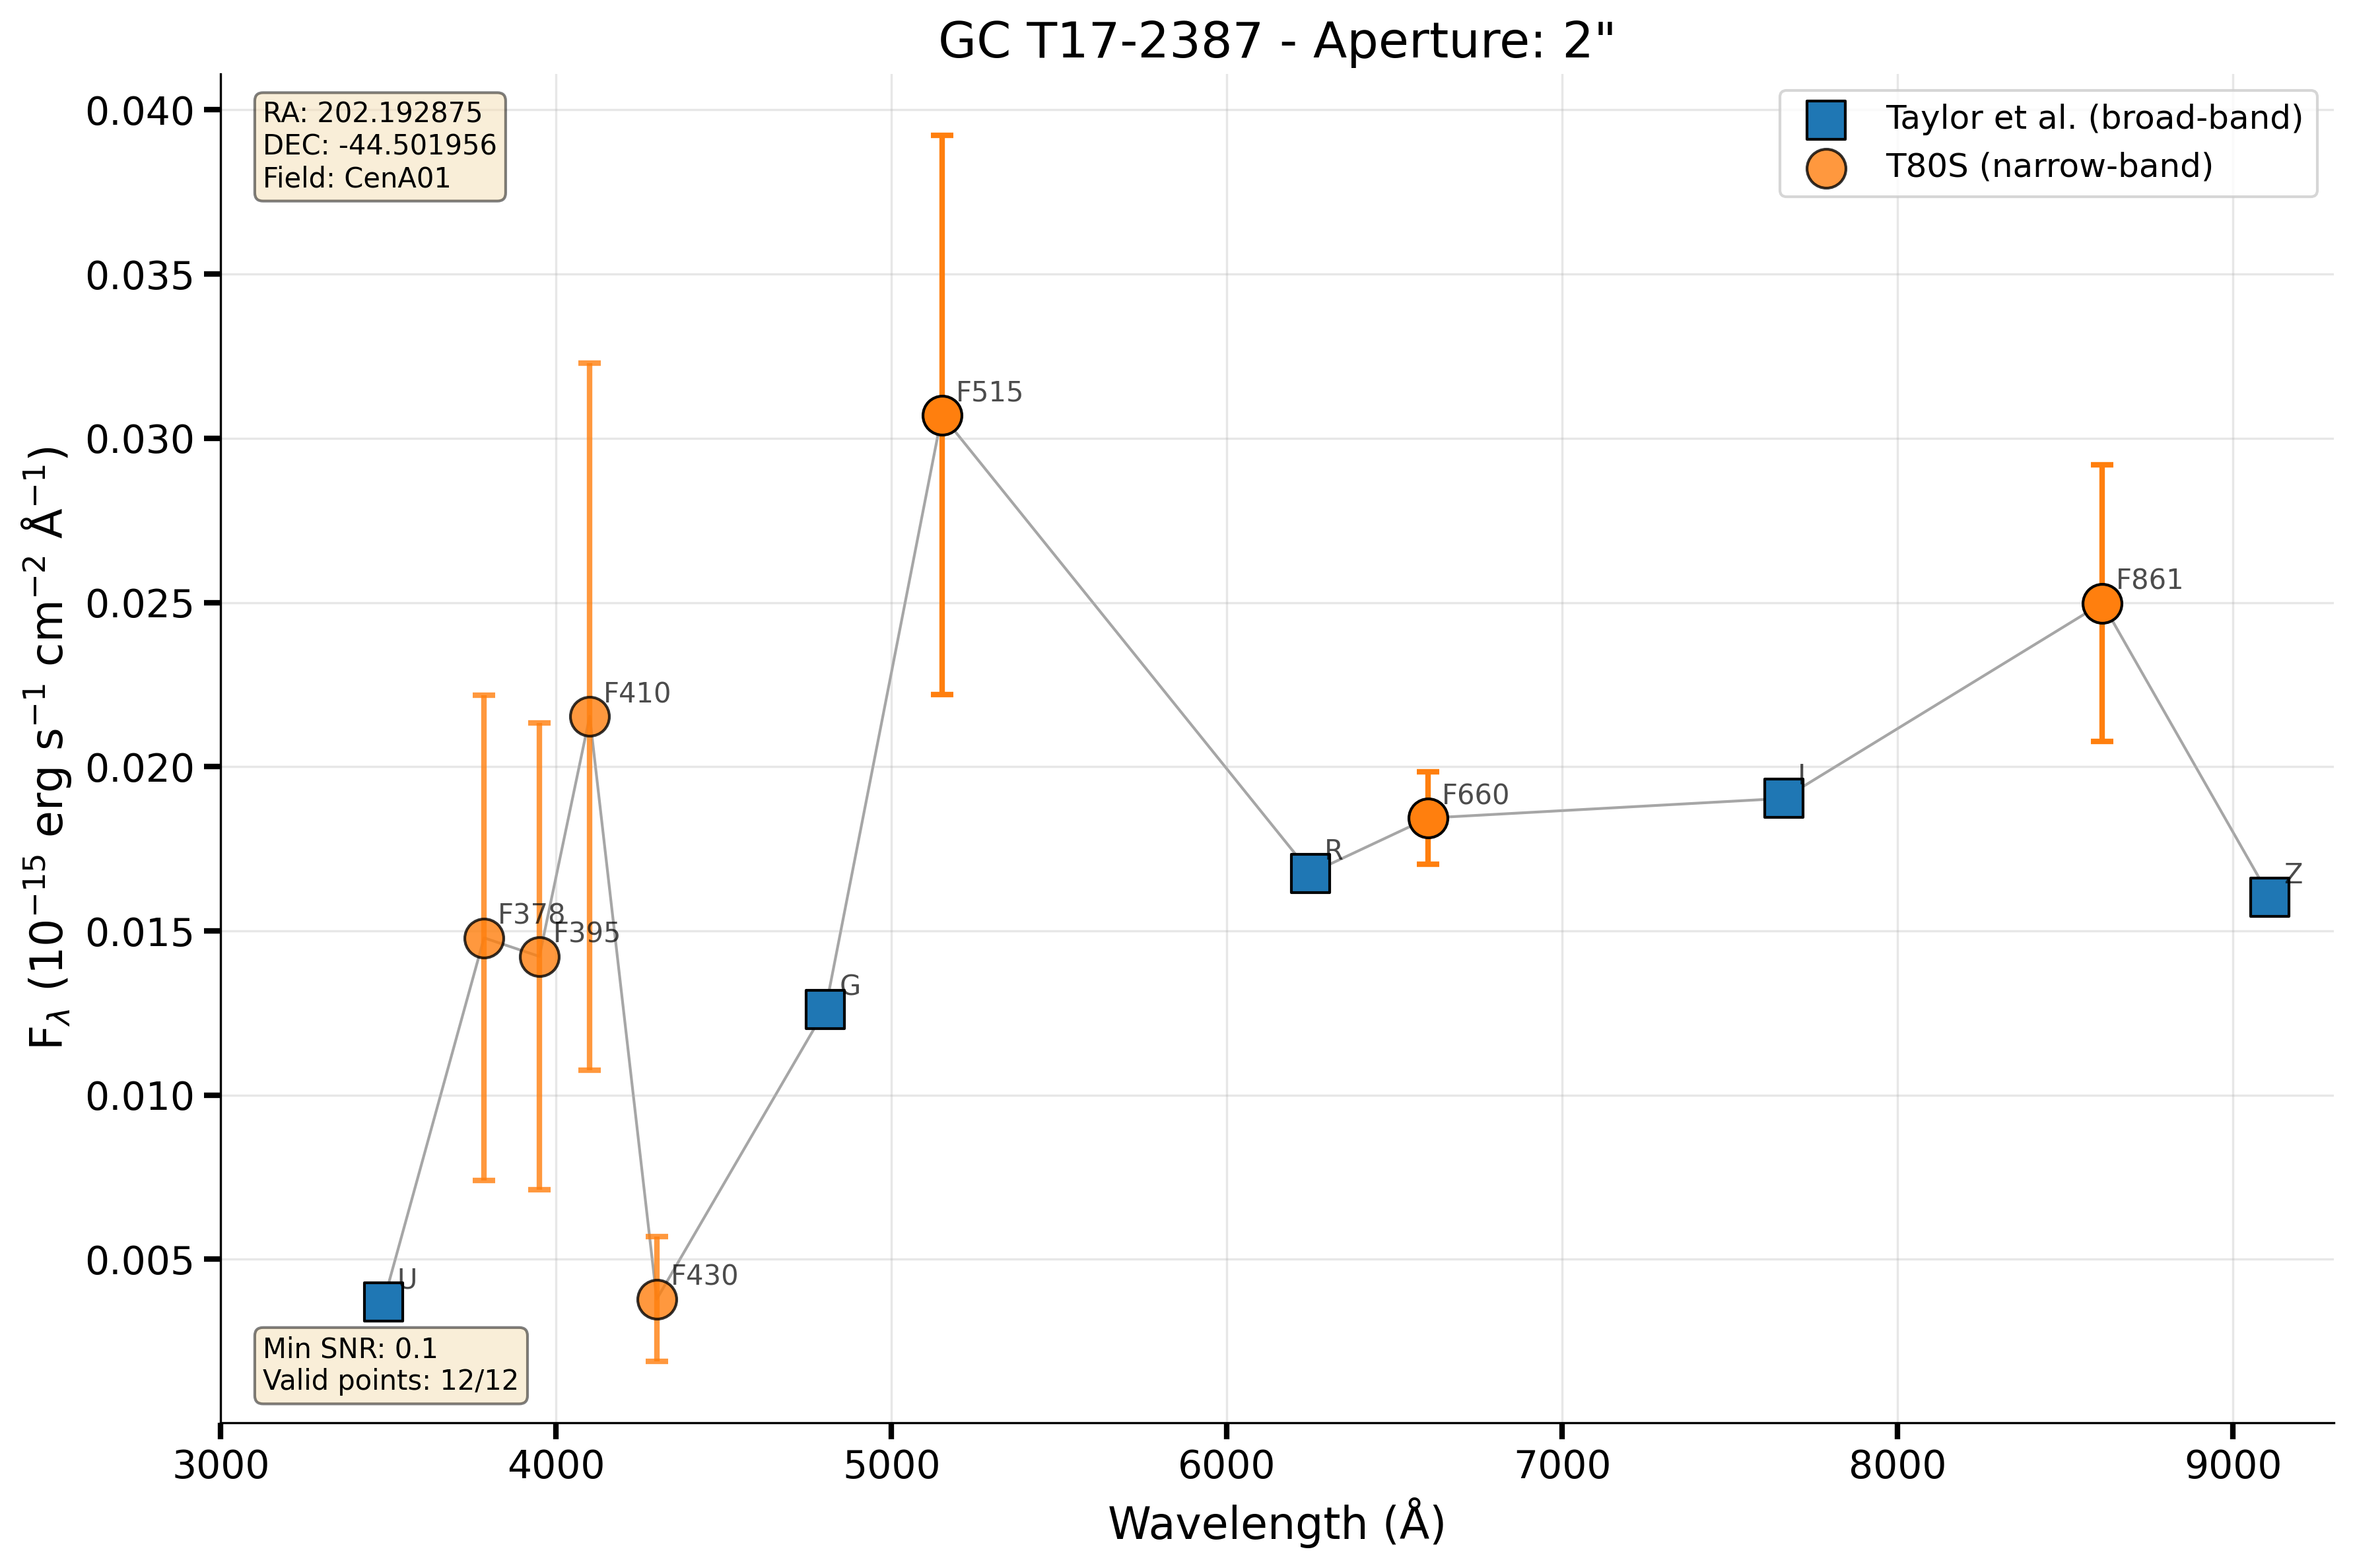 GC T17-2387 - Aperture: 2"
RA: 202.192875
DEC: -44.501956
Field: CenA01
Taylor et al. (broad-band)
T80S (narrow-band)
F_λ (10^−15 erg s^−1 cm^−2 Å^−1)
0.040
0.035
0.030
0.025
0.020
0.015
0.010
0.005
U
F378
F395
F410
F430
G
F515
R
F660
I
F861
Z
Min SNR: 0.1
Valid points: 12/12
3000 4000 5000 6000 7000 8000 9000
Wavelength (Å)